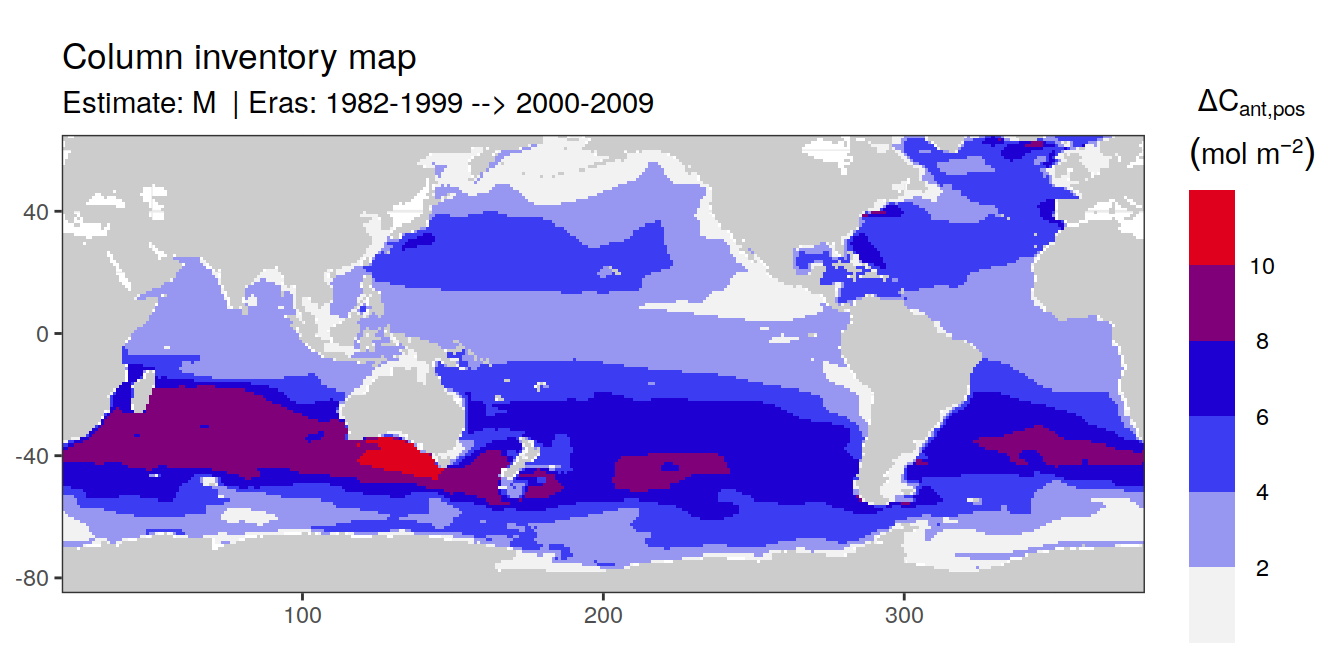 Column inventory map
Estimate: M  | Eras: 1982-1999 --> 2000-2009
ΔCant,pos
(mol m−2)
10
8
6
4
2
40
0
-40
-80
100 200 300